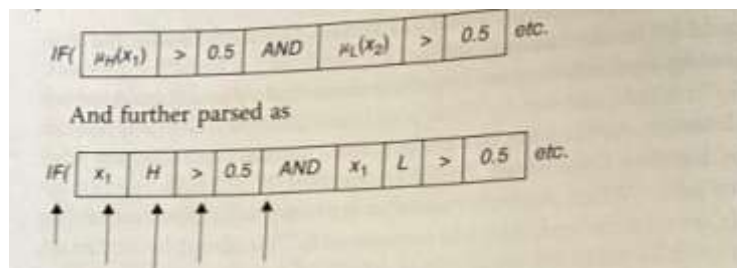 IF( μH(x1) > 0.5 AND μL(x2) > 0.5 etc.
And further parsed as
IF( x1 H > 0.5 AND x1 L > 0.5 etc.